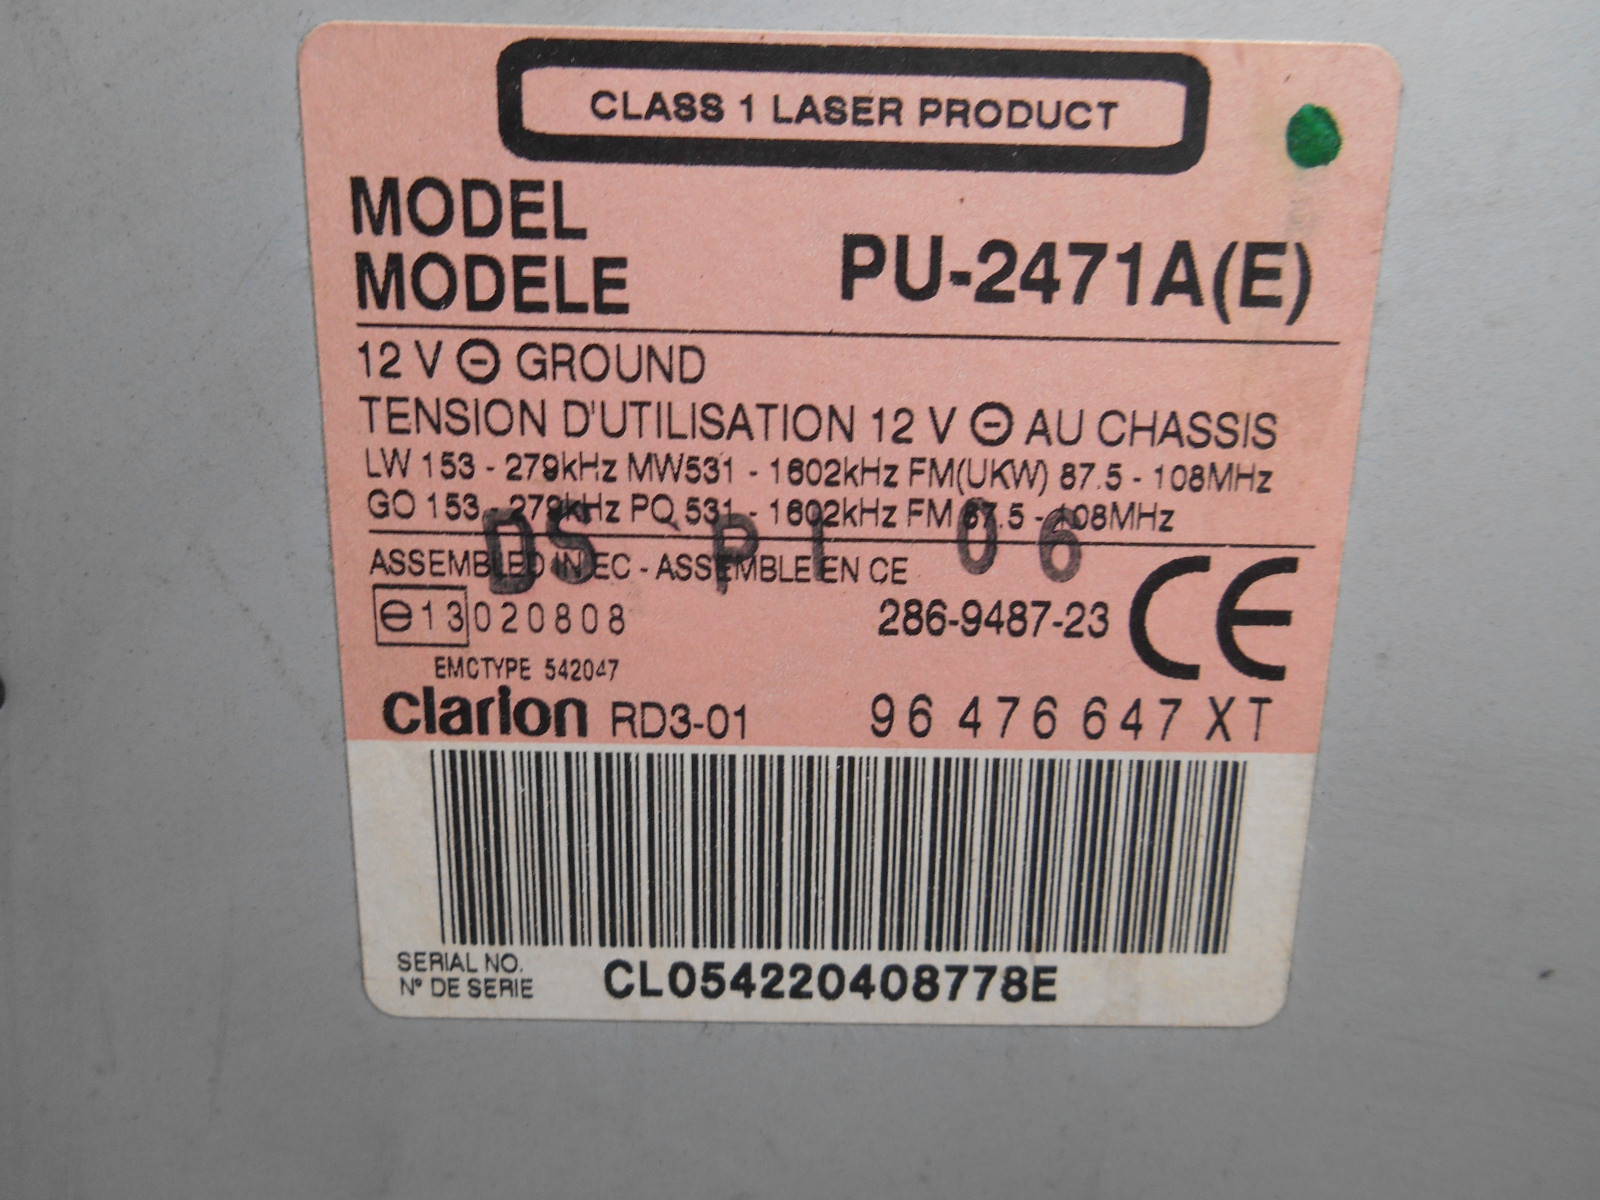 CLASS 1 LASER PRODUCT
MODEL
MODELE
PU-2471A(E)
12 V ⊖ GROUND
TENSION D'UTILISATION 12 V ⊖ AU CHASSIS
LW 153 - 279kHz MW531 - 1602kHz FM(UKW) 87.5 - 108MHz
GO 153 - 279kHz PO 531 - 1602kHz FM 87.5 - 108MHz
DS P1 06
ASSEMBLED IN EC - ASSEMBLE EN CE
e13 020808
286-9487-23
CE
EMCTYPE 542047
clarion RD3-01
96 476 647 XT
SERIAL NO.
N° DE SERIE
CL054220408778E